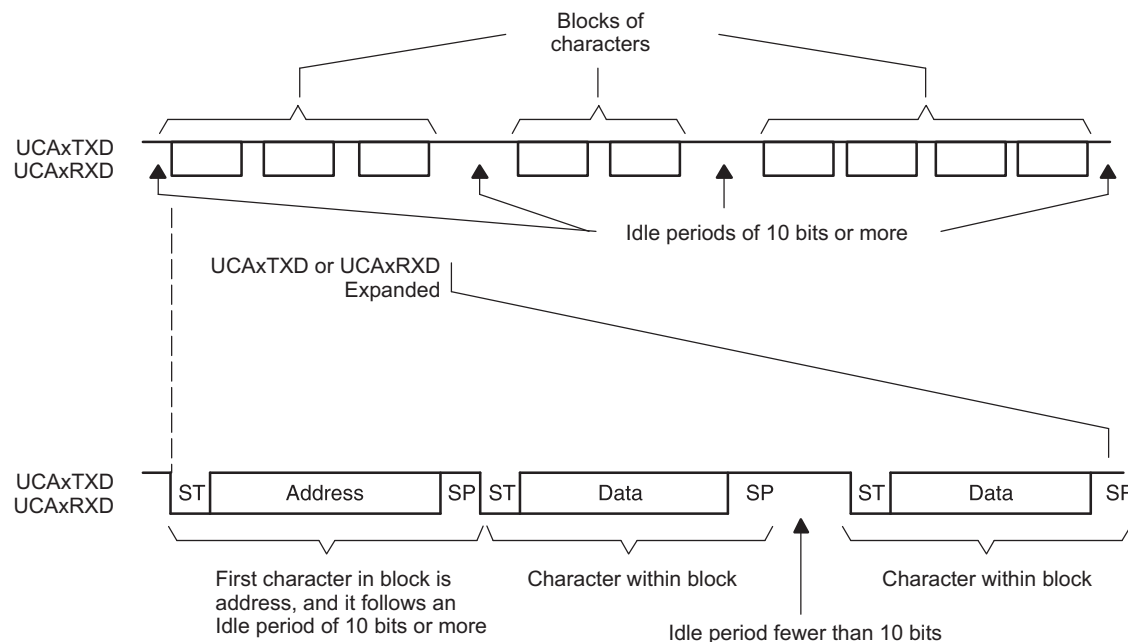 Blocks of
characters
UCAxTXD
UCAxRXD
Idle periods of 10 bits or more
UCAxTXD or UCAxRXD
Expanded
UCAxTXD
UCAxRXD
ST Address SP ST Data SP ST Data SP
First character in block is
address, and it follows an
Idle period of 10 bits or more
Character within block
Character within block
Idle period fewer than 10 bits